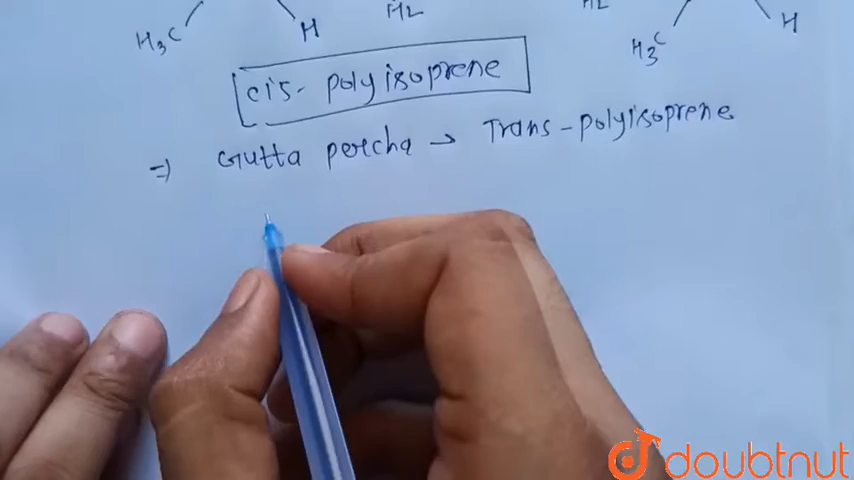 H3C H H2 H2 H3C H
cis- polyisoprene
⇒ Gutta percha → Trans-polyisoprene
doubtnut